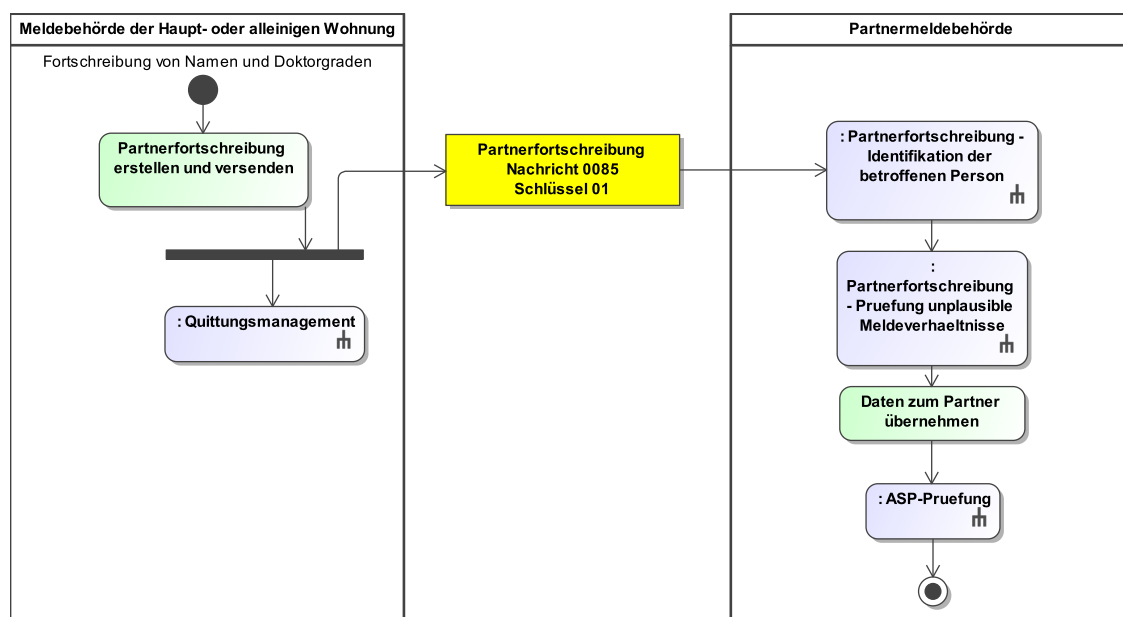 Meldebehörde der Haupt- oder alleinigen Wohnung
Fortschreibung von Namen und Doktorgraden
Partnerfortschreibung
erstellen und versenden
: Quittungsmanagement
Partnerfortschreibung
Nachricht 0085
Schlüssel 01
Partnermeldebehörde
: Partnerfortschreibung -
Identifikation der
betroffenen Person
:
Partnerfortschreibung
- Pruefung unplausible
Meldeverhaeltnisse
Daten zum Partner
übernehmen
: ASP-Pruefung